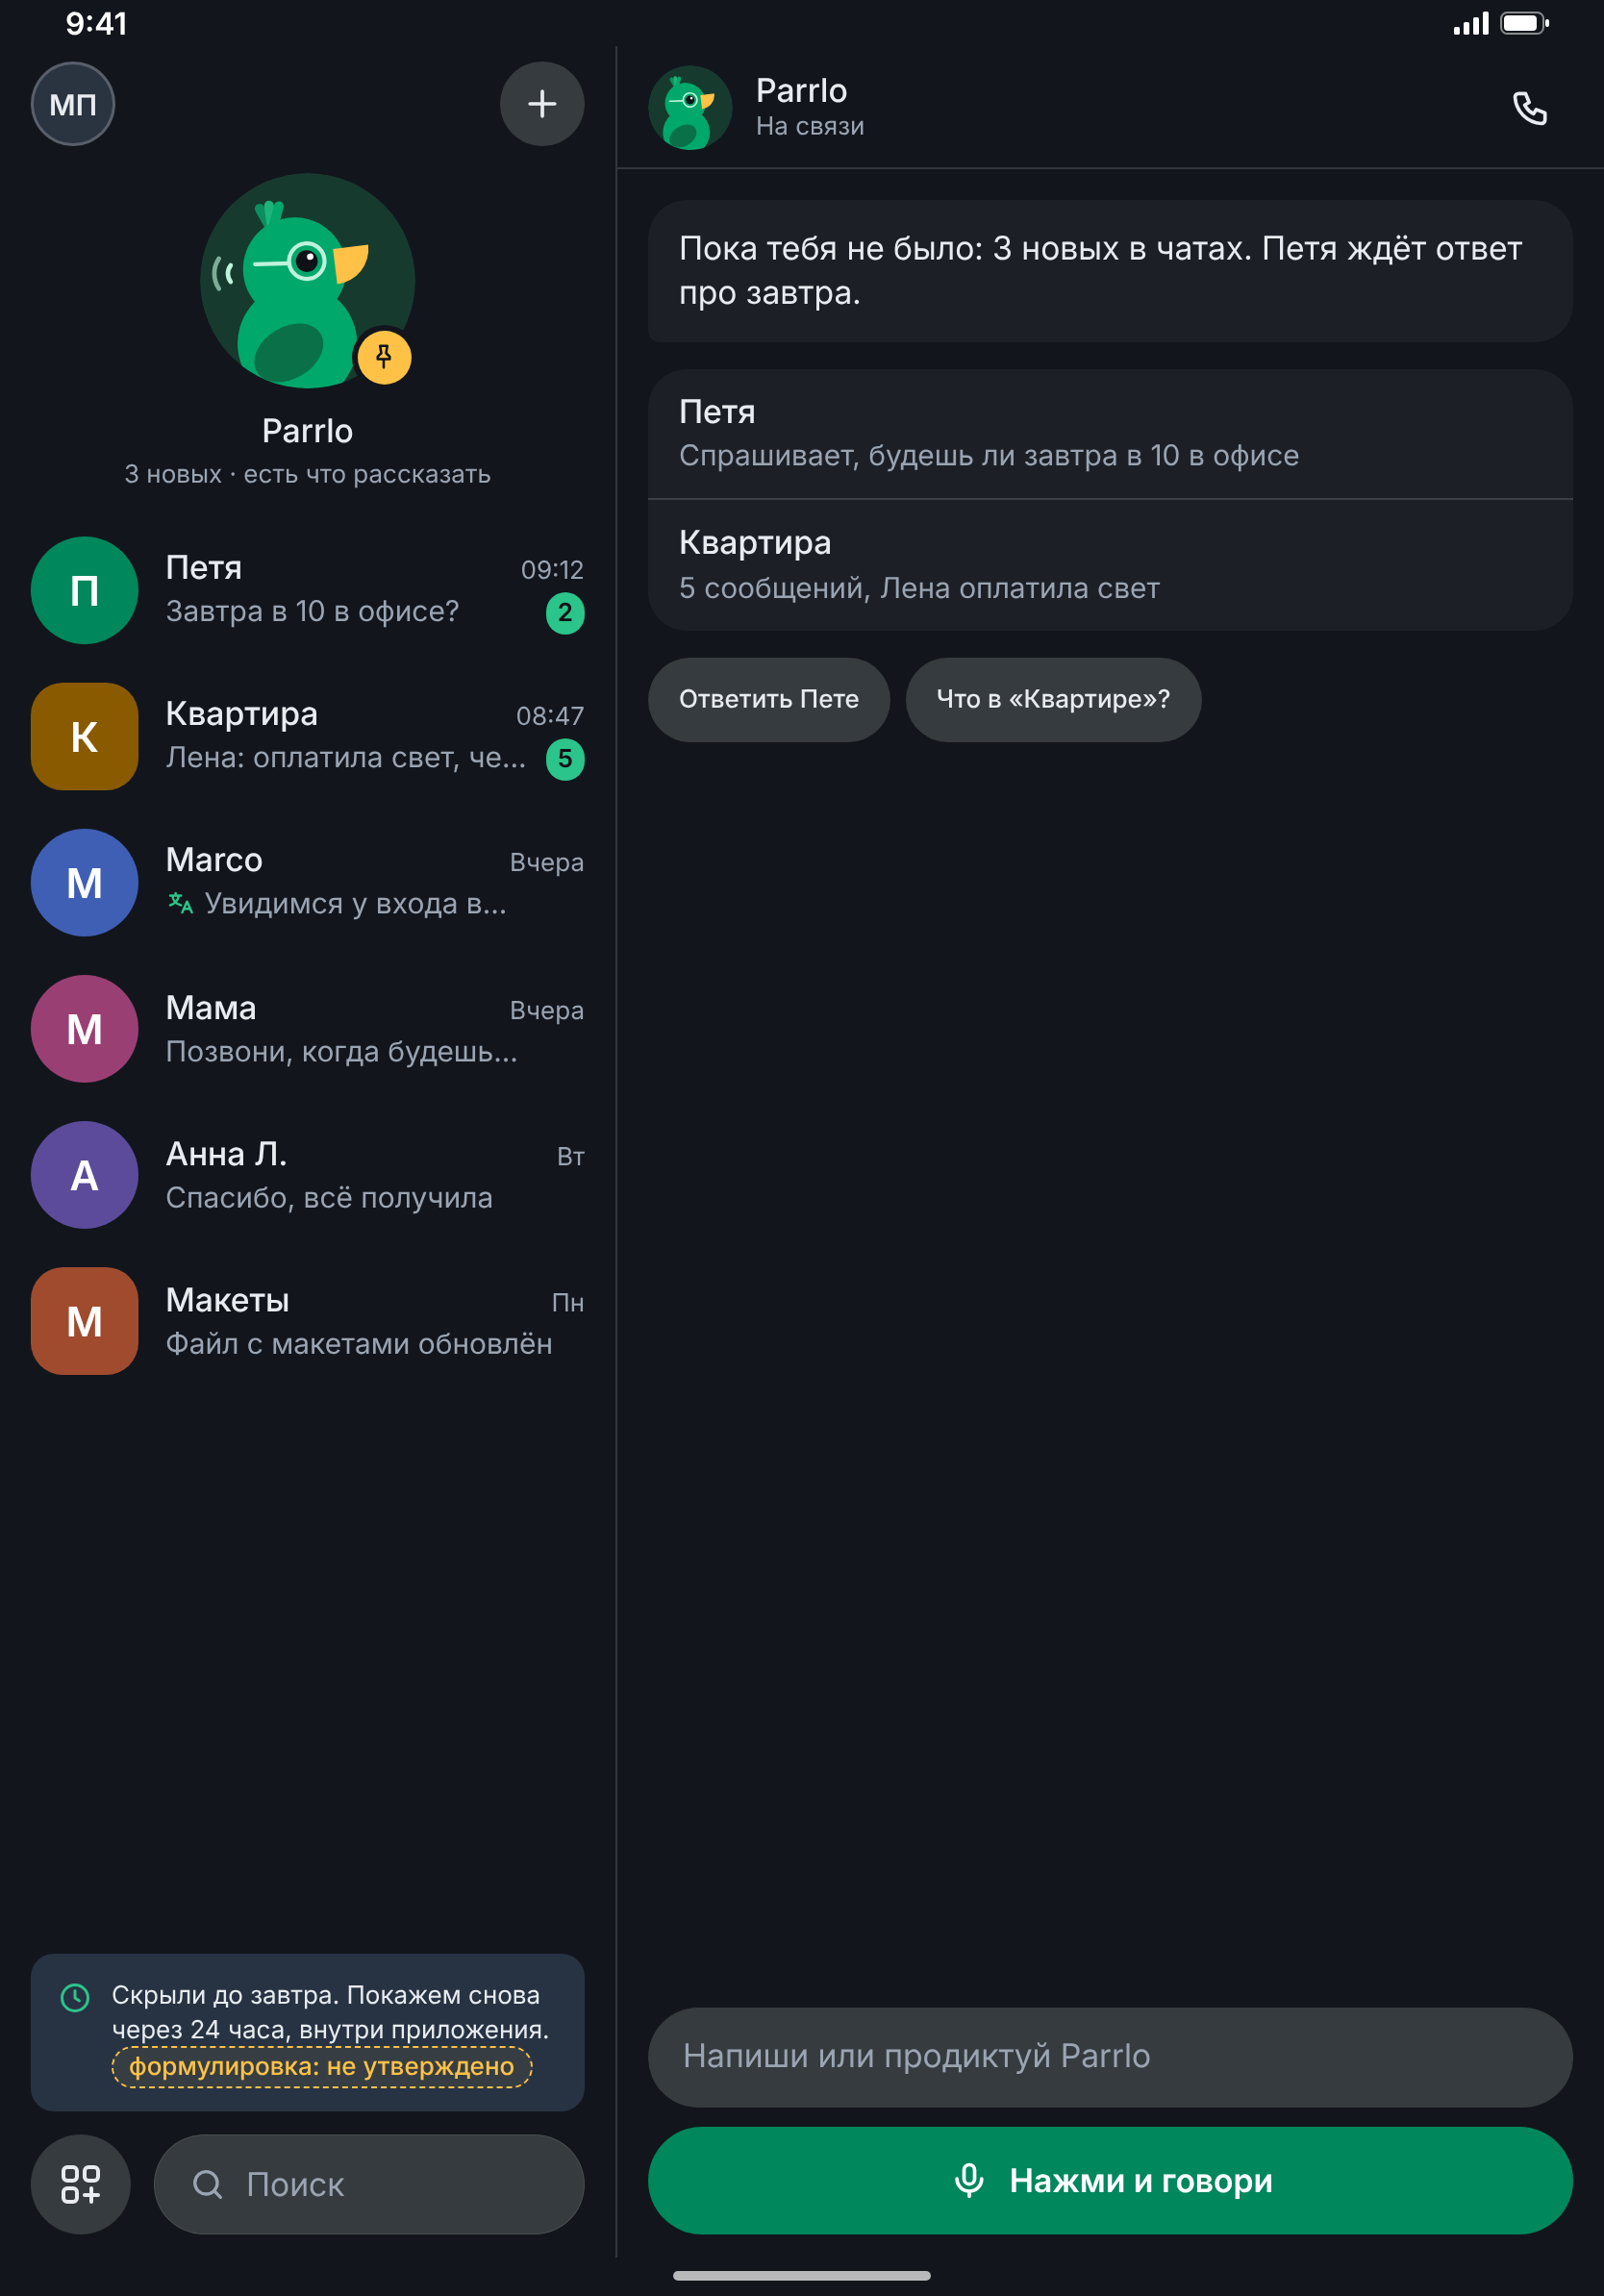 9:41
МП
Parrlo
3 новых · есть что рассказать
П
Петя
09:12
Завтра в 10 в офисе?
2
К
Квартира
08:47
Лена: оплатила свет, че...
5
M
Marco
Вчера
Увидимся у входа в...
М
Мама
Вчера
Позвони, когда будешь...
А
Анна Л.
Вт
Спасибо, всё получила
М
Макеты
Пн
Файл с макетами обновлён
Скрыли до завтра. Покажем снова
через 24 часа, внутри приложения.
формулировка: не утверждено
Поиск
Parrlo
На связи
Пока тебя не было: 3 новых в чатах. Петя ждёт ответ
про завтра.
Петя
Спрашивает, будешь ли завтра в 10 в офисе
Квартира
5 сообщений, Лена оплатила свет
Ответить Пете
Что в «Квартире»?
Напиши или продиктуй Parrlo
Нажми и говори